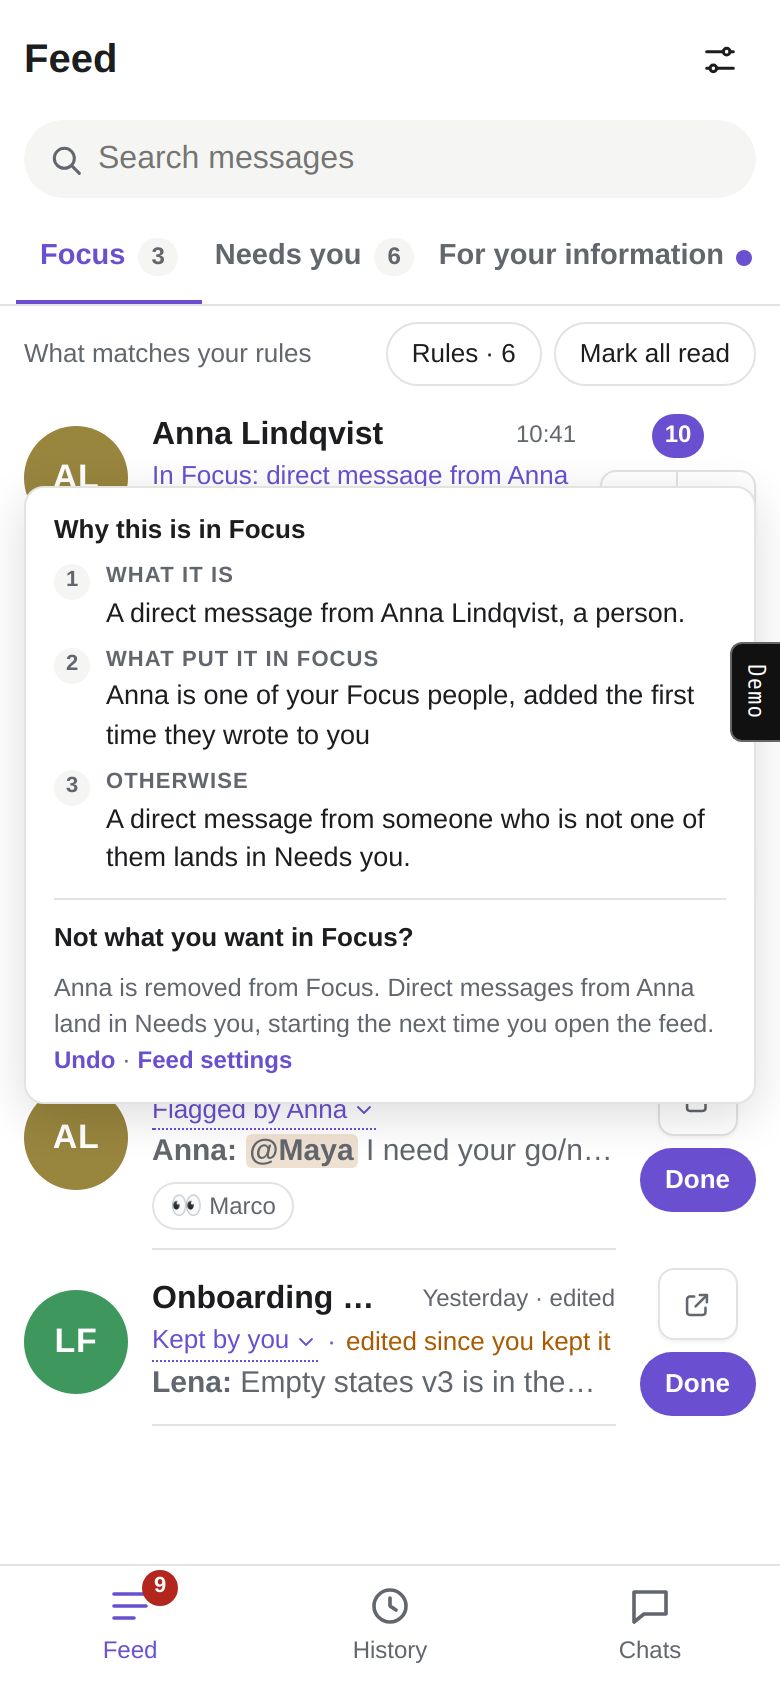 Feed
Search messages
Focus 3 Needs you 6 For your information
What matches your rules Rules · 6 Mark all read
Anna Lindqvist 10:41 10
AL
In Focus: direct message from Anna
Why this is in Focus
1 WHAT IT IS
A direct message from Anna Lindqvist, a person.
2 WHAT PUT IT IN FOCUS
Anna is one of your Focus people, added the first
time they wrote to you
Demo
3 OTHERWISE
A direct message from someone who is not one of
them lands in Needs you.
Not what you want in Focus?
Anna is removed from Focus. Direct messages from Anna
land in Needs you, starting the next time you open the feed.
Undo · Feed settings
Flagged by Anna
AL
Anna: @Maya I need your go/n…
Done
👀 Marco
Onboarding … Yesterday · edited
LF
Kept by you · edited since you kept it
Lena: Empty states v3 is in the…
Done
9
Feed History Chats